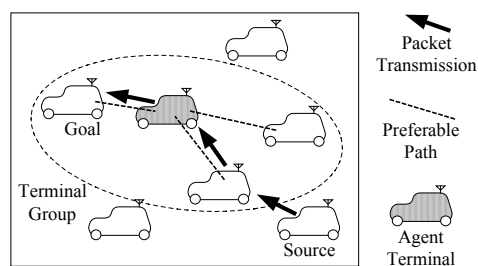 Goal
Terminal
Group
Source
Packet
Transmission
Preferable
Path
Agent
Terminal